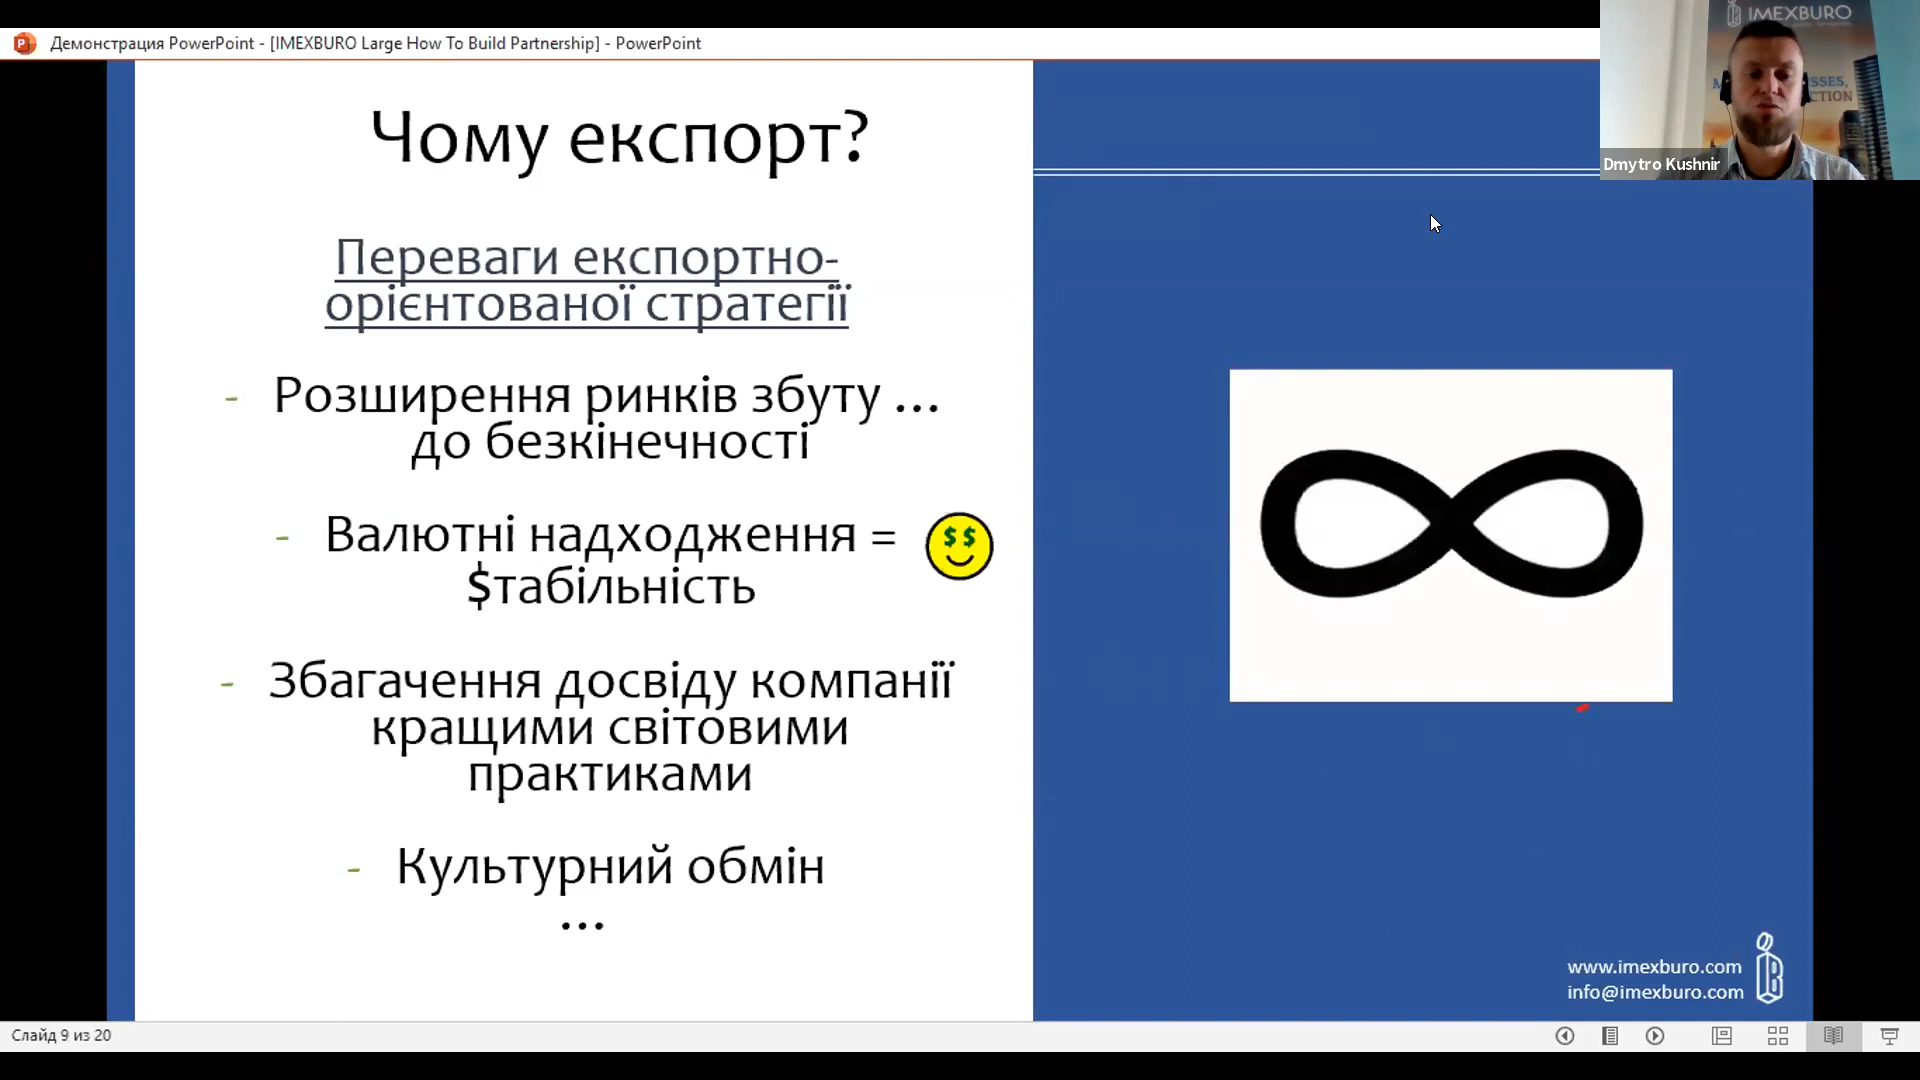 IMEXBURO
Демонстрация PowerPoint - [IMEXBURO Large How To Build Partnership] - PowerPoint
Dmytro Kushnir
Чому експорт?
Переваги експортно-
орієнтованої стратегії
- Розширення ринків збуту ...
до безкінечності
- Валютні надходження =
$табільність
$$
- Збагачення досвіду компанії
кращими світовими
практиками
- Культурний обмін
...
www.imexburo.com
info@imexburo.com
Слайд 9 из 20